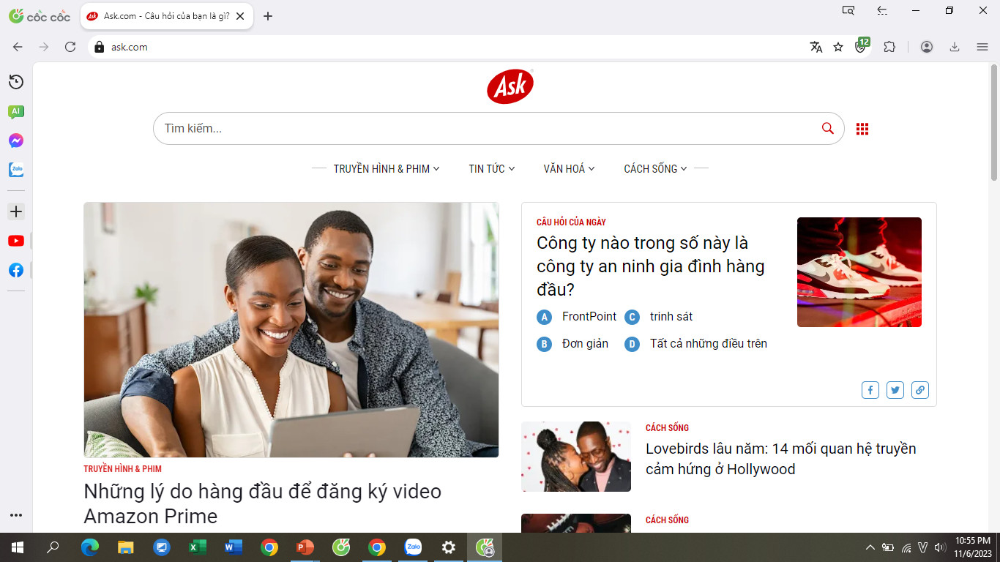 cốc cốc
Ask.com - Câu hỏi của bạn là gì?
ask.com
12
AI
Zalo
Ask
Tìm kiếm...
TRUYỀN HÌNH & PHIM
TIN TỨC
VĂN HOÁ
CÁCH SỐNG
CÂU HỎI CỦA NGÀY
Công ty nào trong số này là
công ty an ninh gia đình hàng
đầu?
A FrontPoint
C trinh sát
B Đơn giản
D Tất cả những điều trên
CÁCH SỐNG
Lovebirds lâu năm: 14 mối quan hệ truyền
cảm hứng ở Hollywood
CÁCH SỐNG
TRUYỀN HÌNH & PHIM
Những lý do hàng đầu để đăng ký video
Amazon Prime
Zalo
V
10:55 PM
11/6/2023